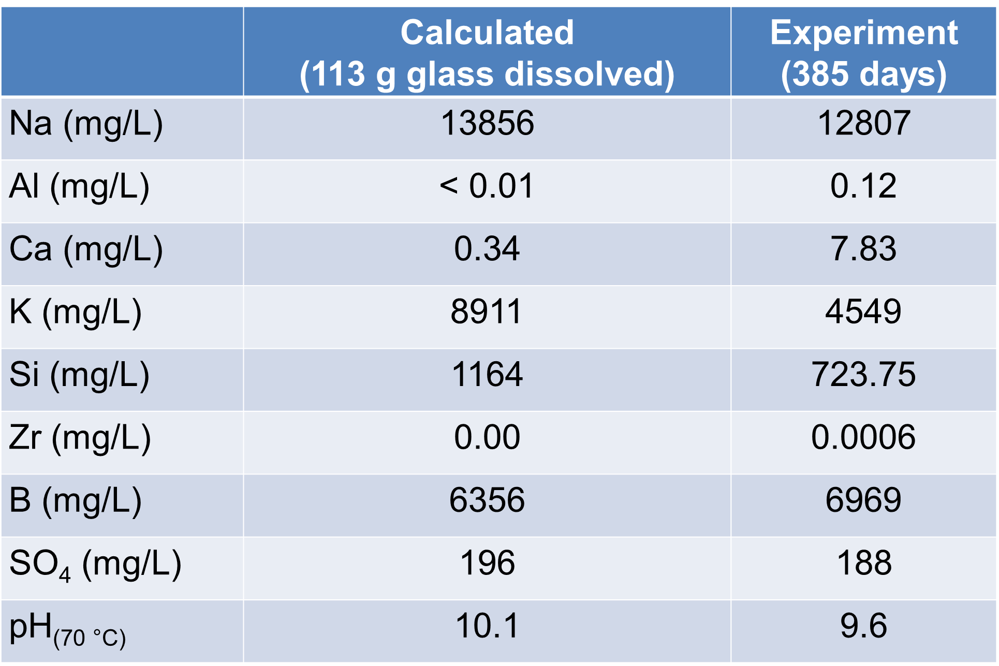 Calculated Experiment
(113 g glass dissolved) (385 days)
Na (mg/L) 13856 12807
Al (mg/L) < 0.01 0.12
Ca (mg/L) 0.34 7.83
K (mg/L) 8911 4549
Si (mg/L) 1164 723.75
Zr (mg/L) 0.00 0.0006
B (mg/L) 6356 6969
SO4 (mg/L) 196 188
pH(70 °C) 10.1 9.6